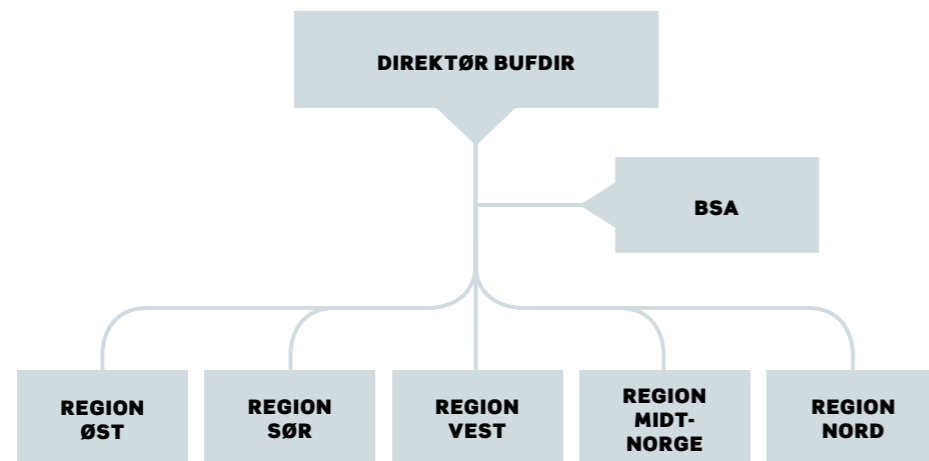 DIREKTØR BUFDIR
BSA
REGION
ØST
REGION
SØR
REGION
VEST
REGION
MIDT-
NORGE
REGION
NORD